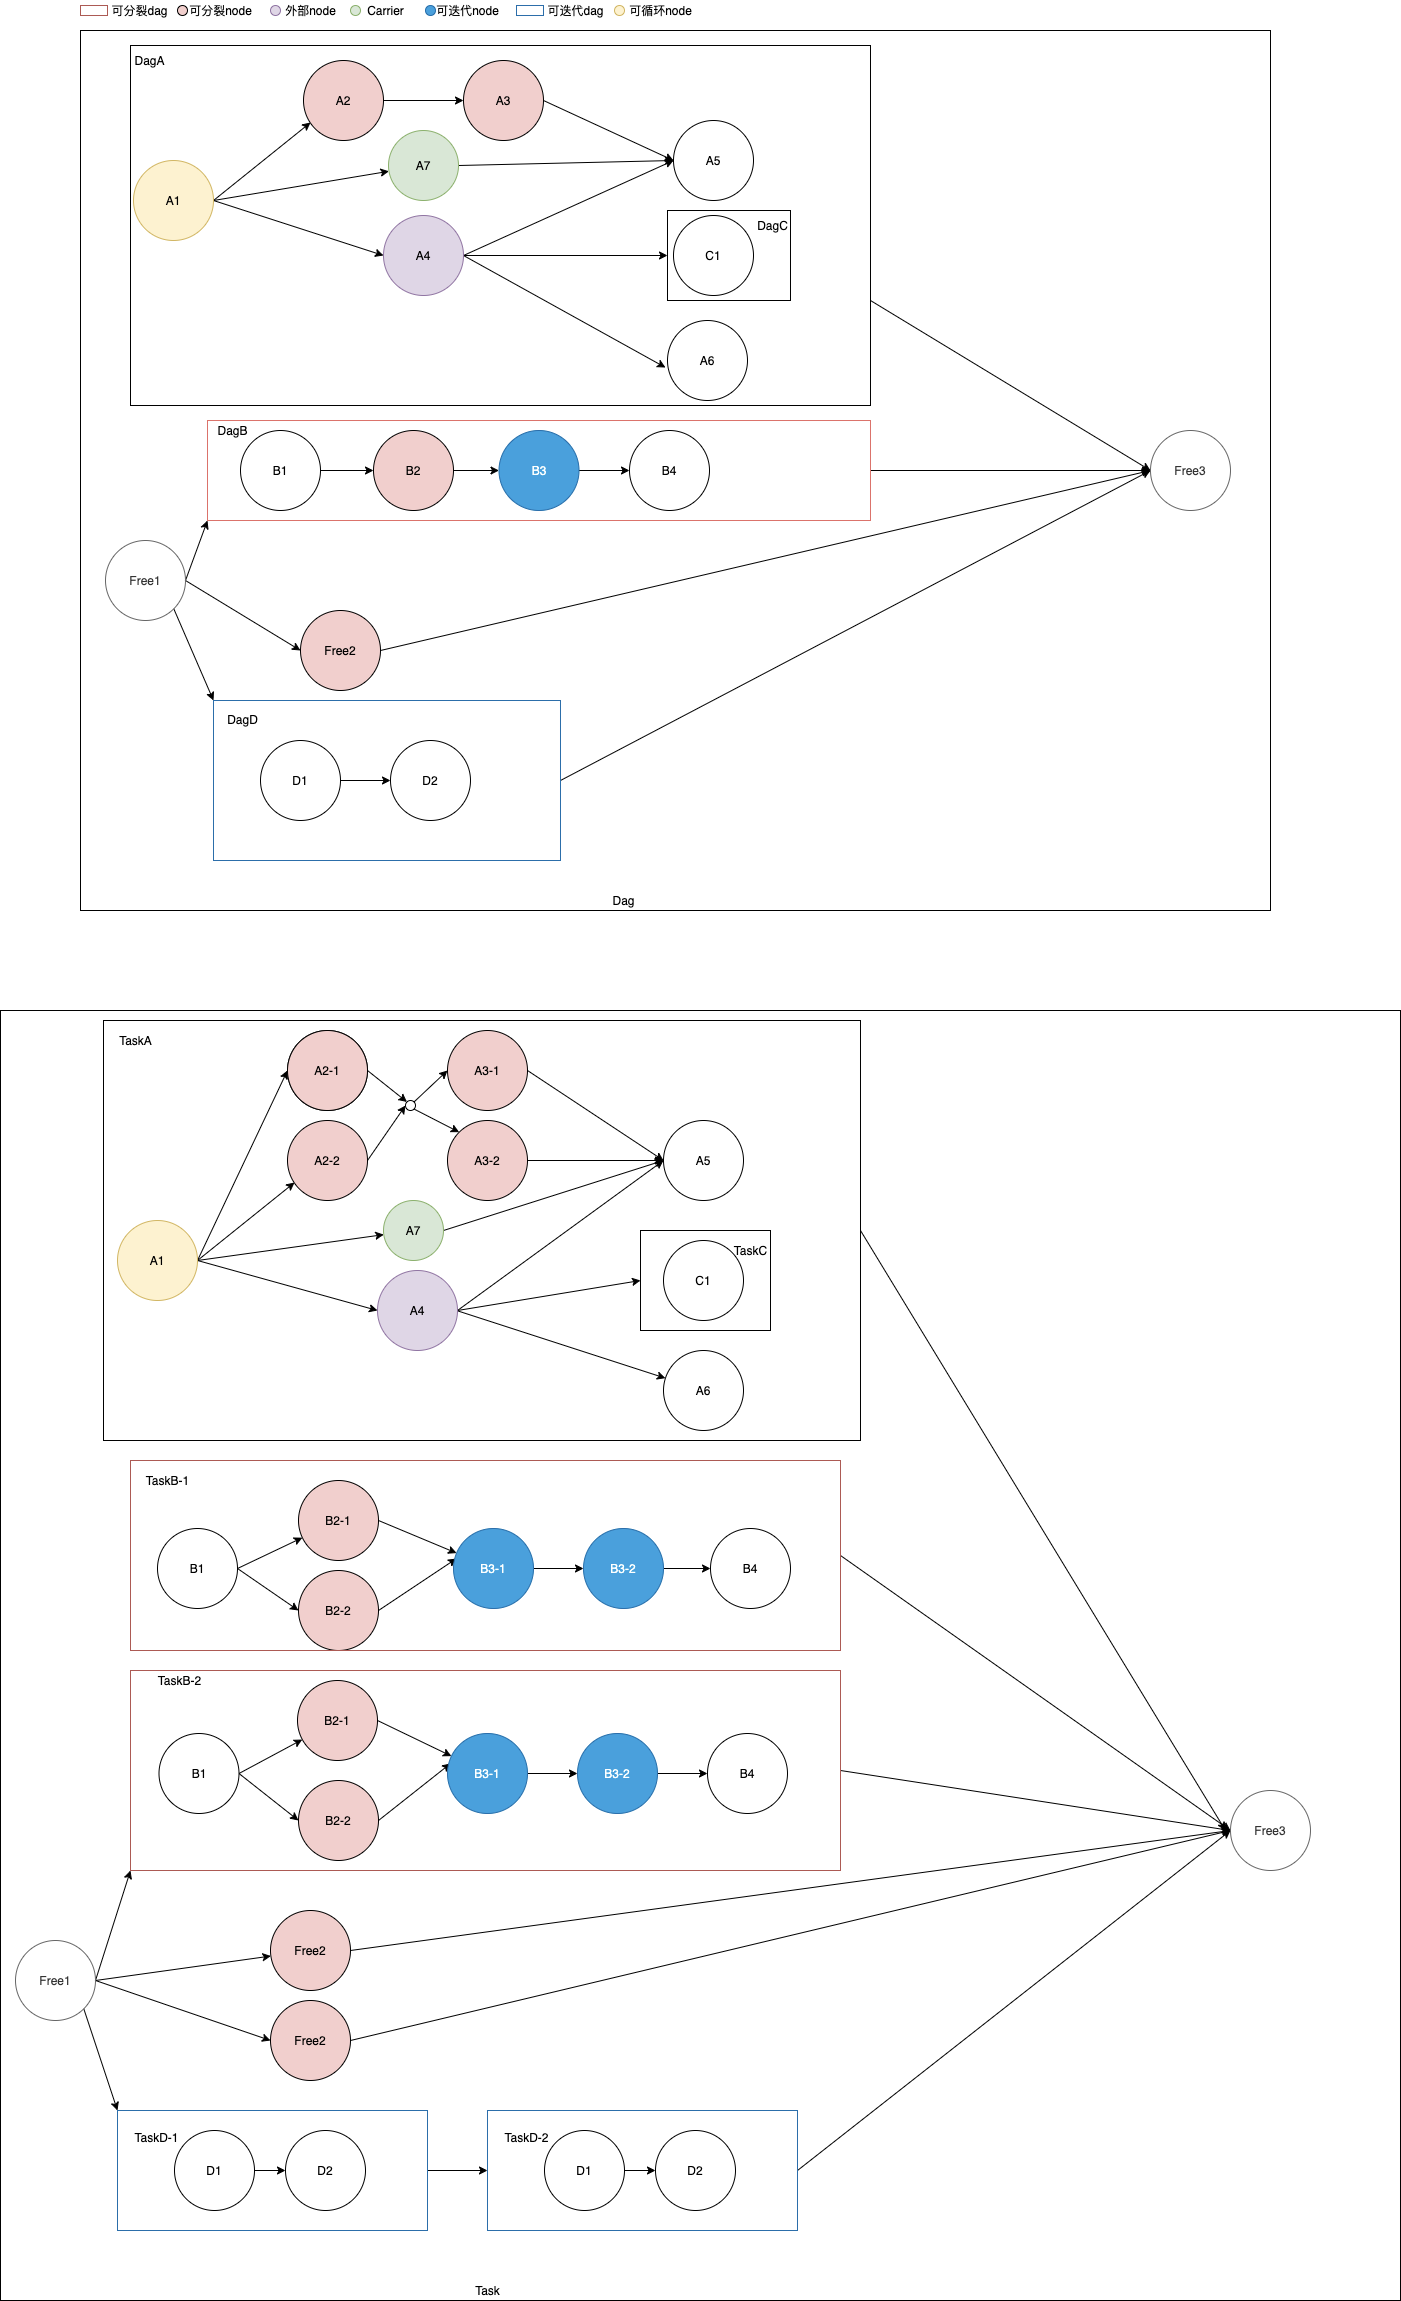 可分裂dag 可分裂node 外部node Carrier 可迭代node 可迭代dag 可循环node
DagA
A2 A3
A7 A5
A1
DagC
A4 C1
A6
DagB
B1 B2 B3 B4
Free3
Free1
Free2
DagD
D1 D2
Dag
TaskA
A2-1 A3-1
A2-2 A3-2 A5
A7
A1
TaskC
C1
A4
A6
TaskB-1
B2-1
B1 B3-1 B3-2 B4
B2-2
TaskB-2
B2-1
B1 B3-1 B3-2 B4
B2-2
Free3
Free2
Free1
Free2
TaskD-1 TaskD-2
D1 D2 D1 D2
Task